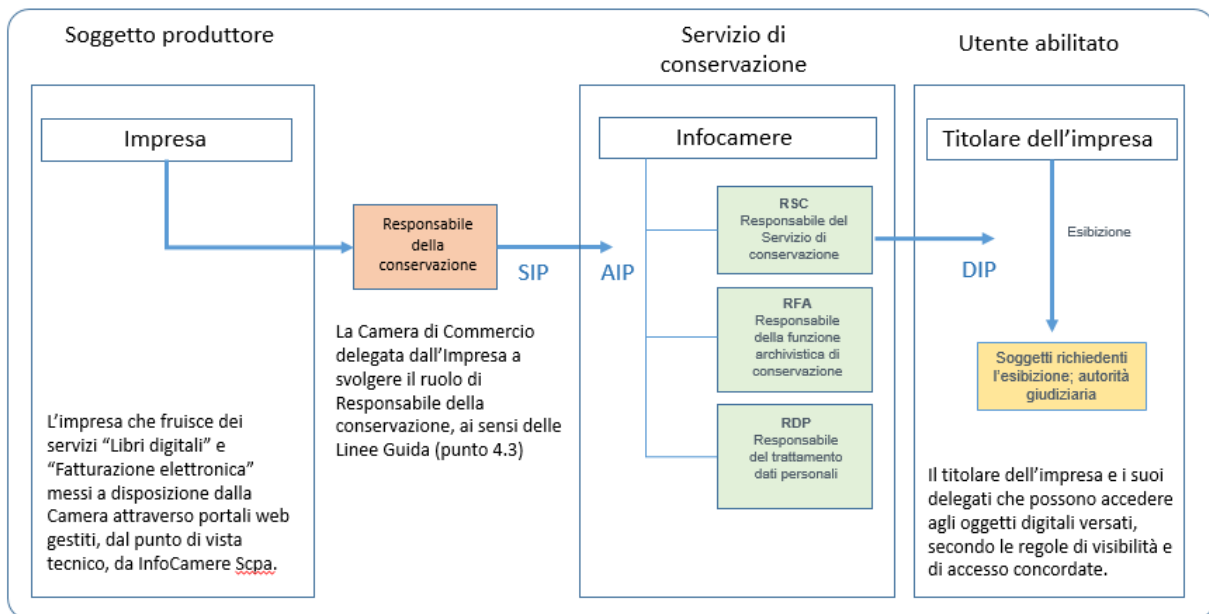 Soggetto produttore
Impresa
L’impresa che fruisce dei
servizi “Libri digitali” e
“Fatturazione elettronica”
messi a disposizione dalla
Camera attraverso portali web
gestiti, dal punto di vista
tecnico, da InfoCamere Scpa.
Responsabile
della
conservazione
SIP
La Camera di Commercio
delegata dall’Impresa a
svolgere il ruolo di
Responsabile della
conservazione, ai sensi delle
Linee Guida (punto 4.3)
Servizio di
conservazione
AIP
Infocamere
RSC
Responsabile del
Servizio di
conservazione
RFA
Responsabile
della funzione
archivistica di
conservazione
RDP
Responsabile
del trattamento
dati personali
Utente abilitato
Titolare dell’impresa
DIP
Esibizione
Soggetti richiedenti
l’esibizione; autorità
giudiziaria
Il titolare dell’impresa e i suoi
delegati che possono accedere
agli oggetti digitali versati,
secondo le regole di visibilità e
di accesso concordate.